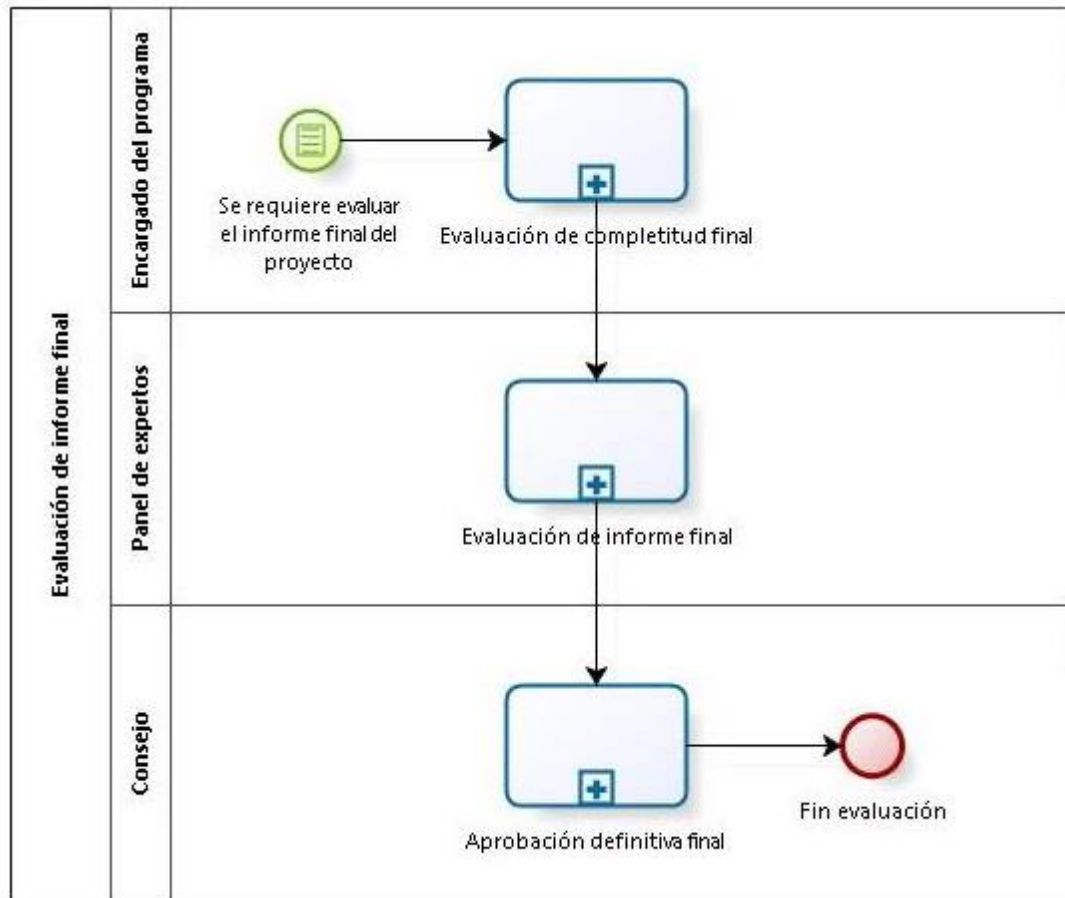 Evaluación de informe final
Encargado del programa
Se requiere evaluar
el informe final del
proyecto
Evaluación de completitud final
Panel de expertos
Evaluación de informe final
Consejo
Aprobación definitiva final
Fin evaluación